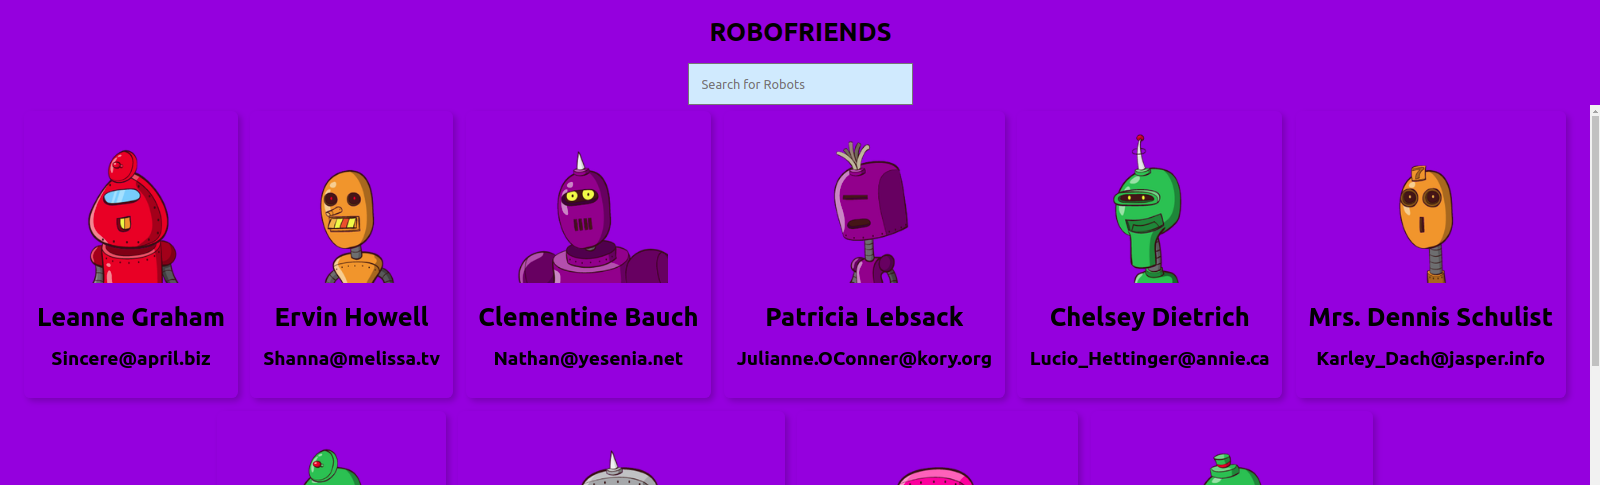 ROBOFRIENDS
Search for Robots
Leanne Graham
Sincere@april.biz
Ervin Howell
Shanna@melissa.tv
Clementine Bauch
Nathan@yesenia.net
Patricia Lebsack
Julianne.OConner@kory.org
Chelsey Dietrich
Lucio_Hettinger@annie.ca
Mrs. Dennis Schulist
Karley_Dach@jasper.info